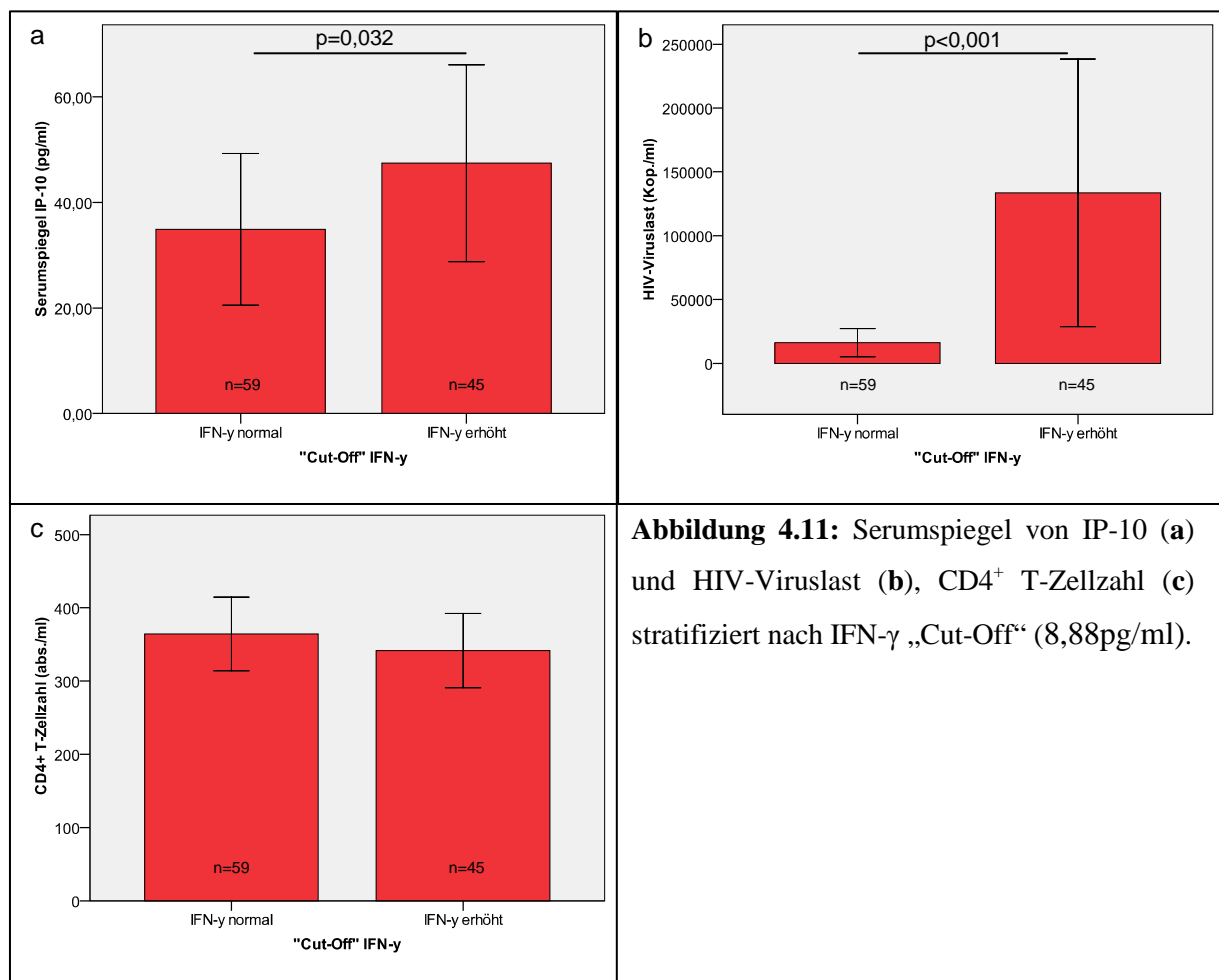 a
p=0,032
Serumspiegel IP-10 (pg/ml)
60,00
40,00
20,00
0,00
n=59
n=45
IFN-y normal
IFN-y erhöht
"Cut-Off" IFN-y
b
p<0,001
HIV-Viruslast (Kop./ml)
250000
200000
150000
100000
50000
0
n=59
n=45
IFN-y normal
IFN-y erhöht
"Cut-Off" IFN-y
c
CD4+ T-Zellzahl (abs./ml)
500
400
300
200
100
0
n=59
n=45
IFN-y normal
IFN-y erhöht
"Cut-Off" IFN-y
Abbildung 4.11: Serumspiegel von IP-10 (a)
und HIV-Viruslast (b), CD4⁺ T-Zellzahl (c)
stratifiziert nach IFN-γ „Cut-Off“ (8,88pg/ml).